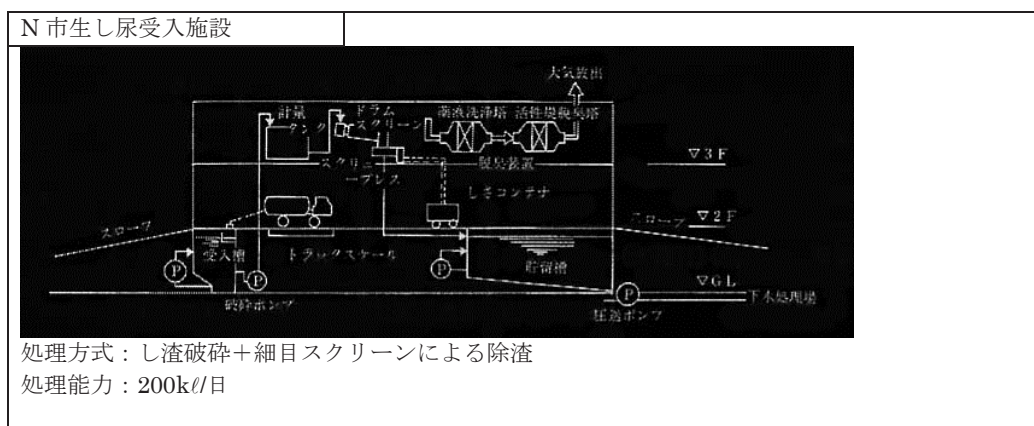 N 市生し尿受入施設
大気放出
計量
タンク
ドラム
スクリーン
薬液洗浄塔 活性炭脱臭塔
スクリュ
ープレス
脱臭装置
▽3F
しさコンテナ
スロープ
スロープ ▽2F
受入槽
トラックスケール
貯留槽
P
P
P
P
▽GL
破砕ポンプ
圧送ポンプ
下水処理場
処理方式：し渣破砕＋細目スクリーンによる除渣
処理能力：200kℓ/日